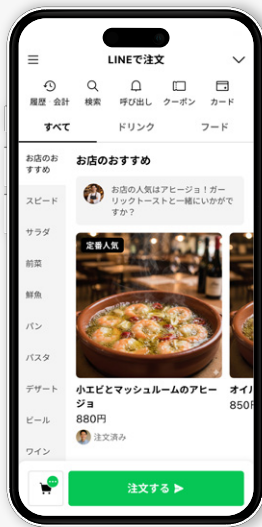 LINEで注文
履歴・会計
検索
呼び出し
クーポン
カード
すべて
ドリンク
フード
お店のお
すすめ
スピード
サラダ
前菜
鮮魚
パン
パスタ
デザート
ビール
ワイン
お店のおすすめ
お店の人気はアヒージョ！ガー
リックトーストと一緒にいかがで
すか？
定番人気
小エビとマッシュルームのアヒー
ジョ
880円
注文済み
オイル
850円
注文する